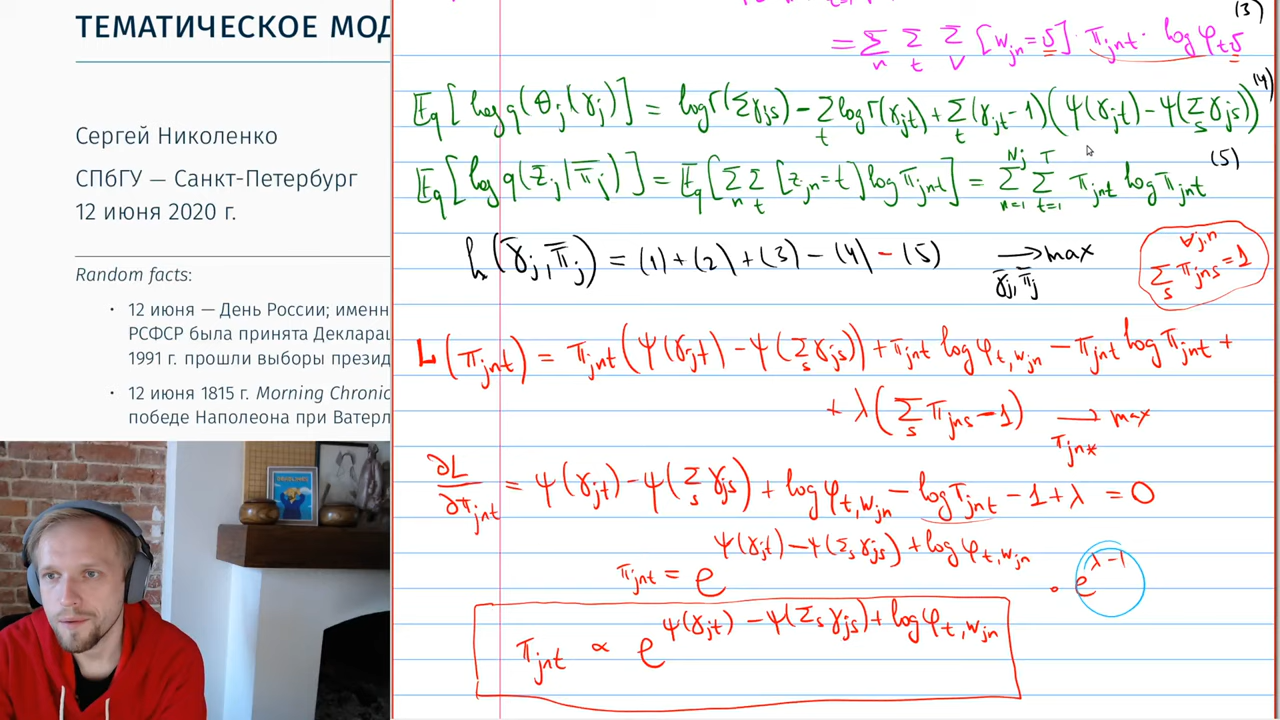 ТЕМАТИЧЕСКОЕ МОД
Сергей Николенко
СПбГУ — Санкт-Петербург
12 июня 2020 г.
Random facts:
• 12 июня — День России; именн
РСФСР была принята Деклара
1991 г. прошли выборы презид
• 12 июня 1815 г. Morning Chronic
победе Наполеона при Ватерл
(3)
= Σ_n Σ_t Σ_v [w_jn = v] · π_jnt · log φ_tv
E_q[log q(θ_j|γ_j)] = log Γ(Σγ_js) − Σ_t log Γ(γ_jt) + Σ_t (γ_jt − 1)(ψ(γ_jt) − ψ(Σ_s γ_js)) (4)
E_q[log q(z_j|π_j)] = E_q[Σ_n Σ_t [z_jn = t] log π_jnt] = Σ_{n=1}^{N_j} Σ_{t=1}^{T} π_jnt log π_jnt (5)
h(γ_j, π_j) = (1) + (2) + (3) − (4) − (5) → max γ_j, π_j
∀j,n Σ_s π_jns = 1
L(π_jnt) = π_jnt(ψ(γ_jt) − ψ(Σ_s γ_js)) + π_jnt log φ_t,w_jn − π_jnt log π_jnt +
+ λ(Σ_s π_jns − 1) → max π_jn*
∂L/∂π_jnt = ψ(γ_jt) − ψ(Σ_s γ_js) + log φ_t,w_jn − log π_jnt − 1 + λ = 0
π_jnt = e^{ψ(γ_jt) − ψ(Σ_s γ_js) + log φ_t,w_jn} · e^{λ−1}
π_jnt ∝ e^{ψ(γ_jt) − ψ(Σ_s γ_js) + log φ_t,w_jn}